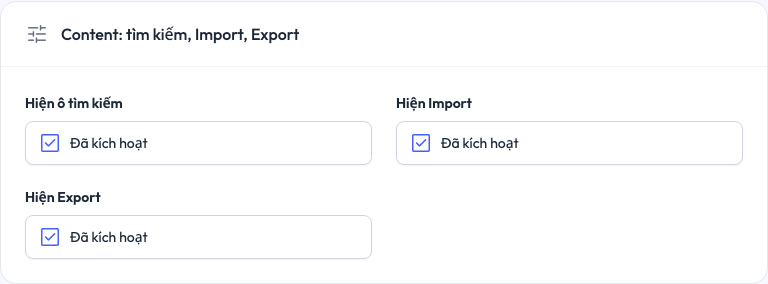 Content: tìm kiếm, Import, Export
Hiện ô tìm kiếm
Hiện Import
Đã kích hoạt
Đã kích hoạt
Hiện Export
Đã kích hoạt